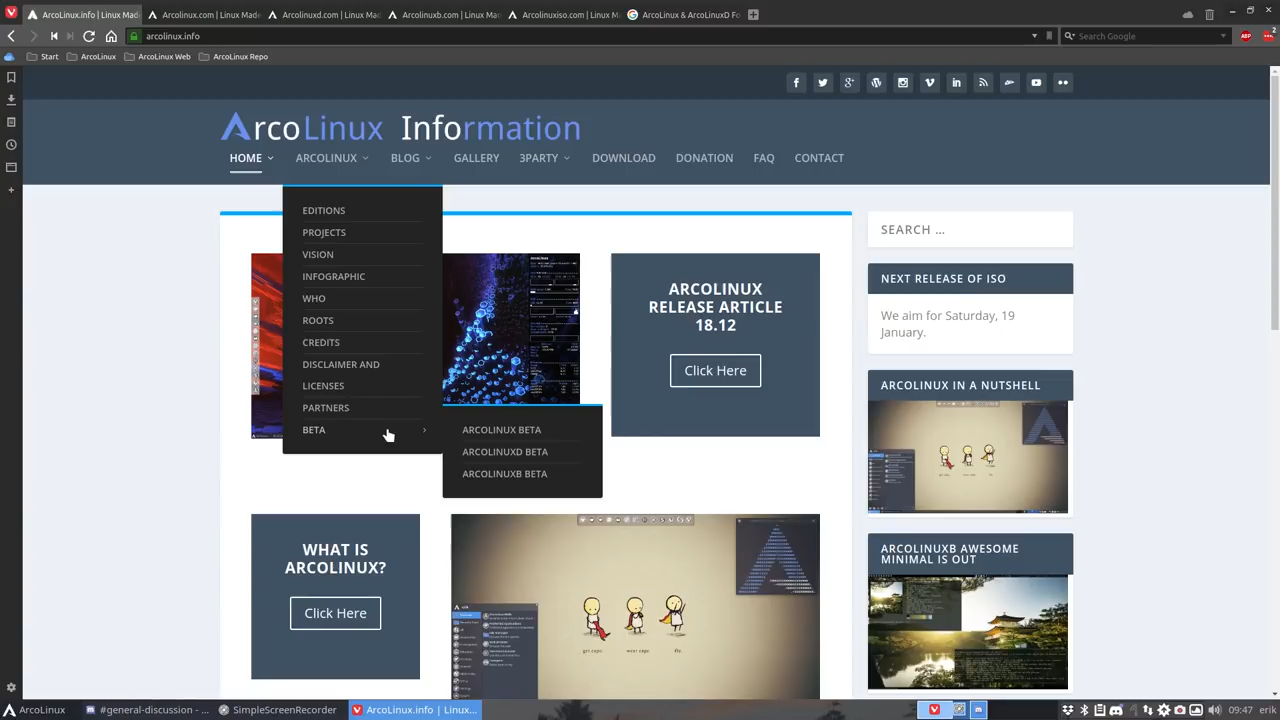 ArcoLinux.info | Linux Made
Arcolinux.com | Linux Made
Arcolinuxd.com | Linux Mac
Arcolinuxb.com | Linux Mac
Arcolinuxiso.com | Linux M
ArcoLinux & ArcolinuxD Fo
arcolinux.info
Search Google
Start
ArcoLinux
ArcoLinux Web
ArcoLinux Repo
ArcoLinux Information
HOME
ARCOLINUX
BLOG
GALLERY
3PARTY
DOWNLOAD
DONATION
FAQ
CONTACT
EDITIONS
PROJECTS
VISION
INFOGRAPHIC
WHO
ROOTS
CREDITS
DISCLAIMER AND
LICENSES
PARTNERS
BETA
ARCOLINUX BETA
ARCOLINUXD BETA
ARCOLINUXB BETA
ARCOLINUX
RELEASE ARTICLE
18.12
Click Here
WHAT IS
ARCOLINUX?
Click Here
SEARCH …
NEXT RELEASE OF ISO
We aim for Saturday, 19
January.
ARCOLINUX IN A NUTSHELL
ARCOLINUXB AWESOME
MINIMAL IS OUT
ArcoLinux
#general-discussion - ...
SimpleScreenRecorder
ArcoLinux.info | Linux...
09:47
erik